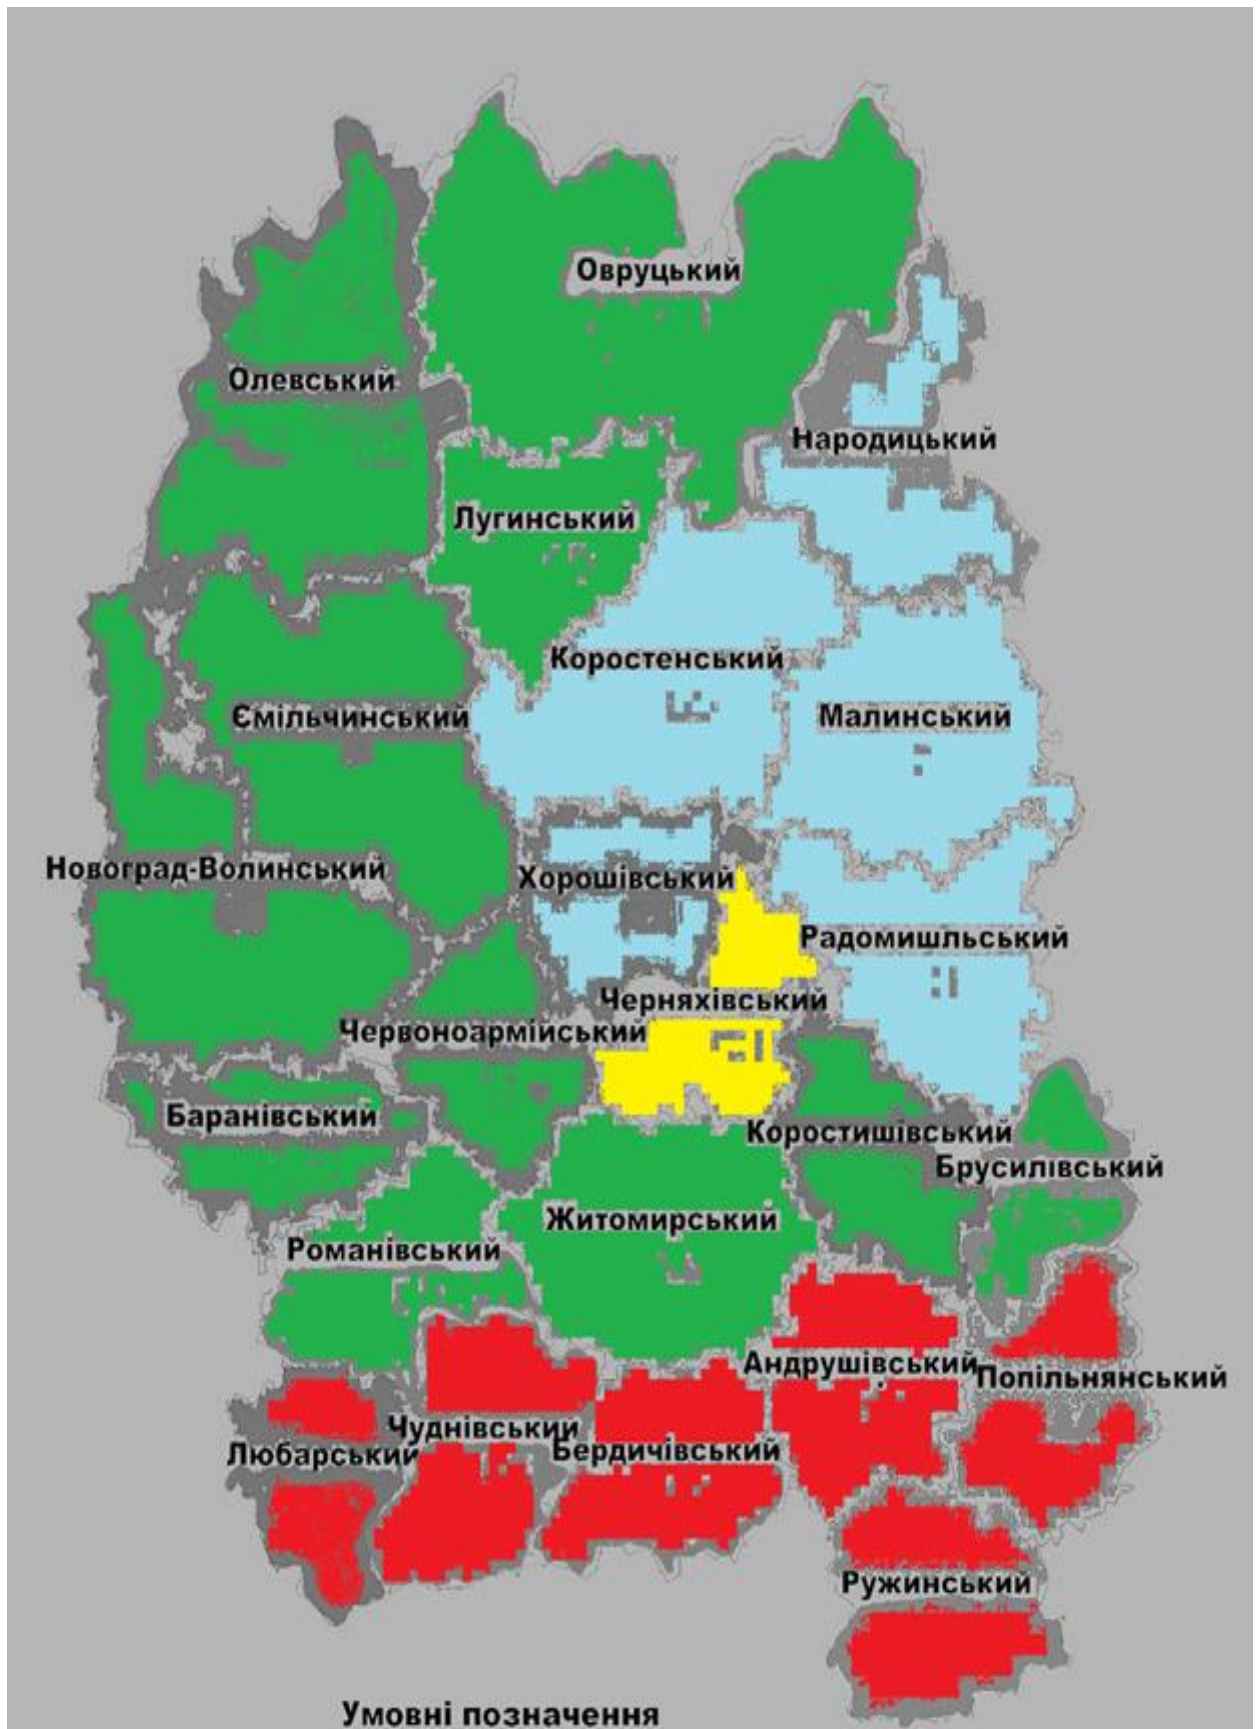 Овруцький
Олевський
Народицький
Лугинський
Коростенський
Ємільчинський
Малинський
Новоград-Волинський
Хорошівський
Радомишльський
Черняхівський
Червоноармійський
Баранівський
Коростишівський
Брусилівський
Житомирський
Романівський
Андрушівський
Попільнянський
Чуднівський
Любарський
Бердичівський
Ружинський
Умовні позначення